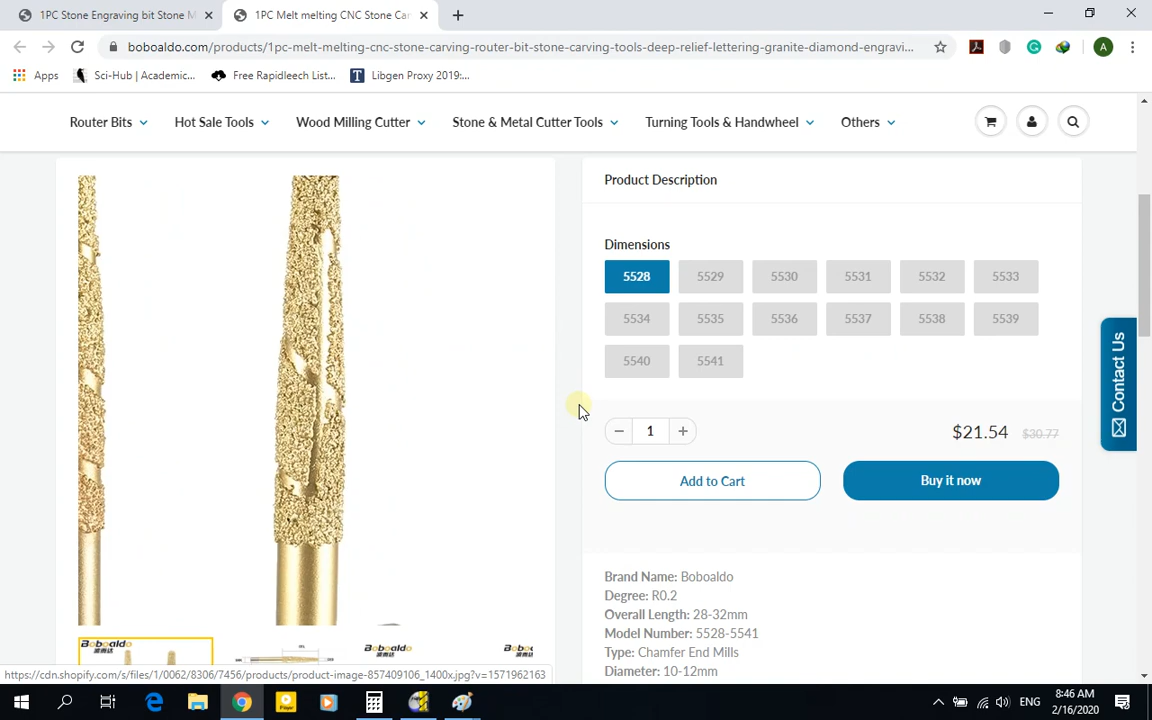 1PC Stone Engraving bit Stone M
1PC Melt melting CNC Stone Car
boboaldo.com/products/1pc-melt-melting-cnc-stone-carving-router-bit-stone-carving-tools-deep-relief-lettering-granite-diamond-engravi...
A
Apps
Sci-Hub | Academic...
Free Rapidleech List...
T
Libgen Proxy 2019:...
Router Bits
Hot Sale Tools
Wood Milling Cutter
Stone & Metal Cutter Tools
Turning Tools & Handwheel
Others
Product Description
Dimensions
5528 5529 5530 5531 5532 5533
5534 5535 5536 5537 5538 5539
5540 5541
− 1 + $21.54 $30.77
Add to Cart
Buy it now
Contact Us
Brand Name: Boboaldo
Degree: R0.2
Overall Length: 28-32mm
Model Number: 5528-5541
Type: Chamfer End Mills
Diameter: 10-12mm
Boboaldo
Boboaldo
https://cdn.shopify.com/s/files/1/0062/8306/7456/products/product-image-857409106_1400x.jpg?v=1571962163
ENG
8:46 AM
2/16/2020